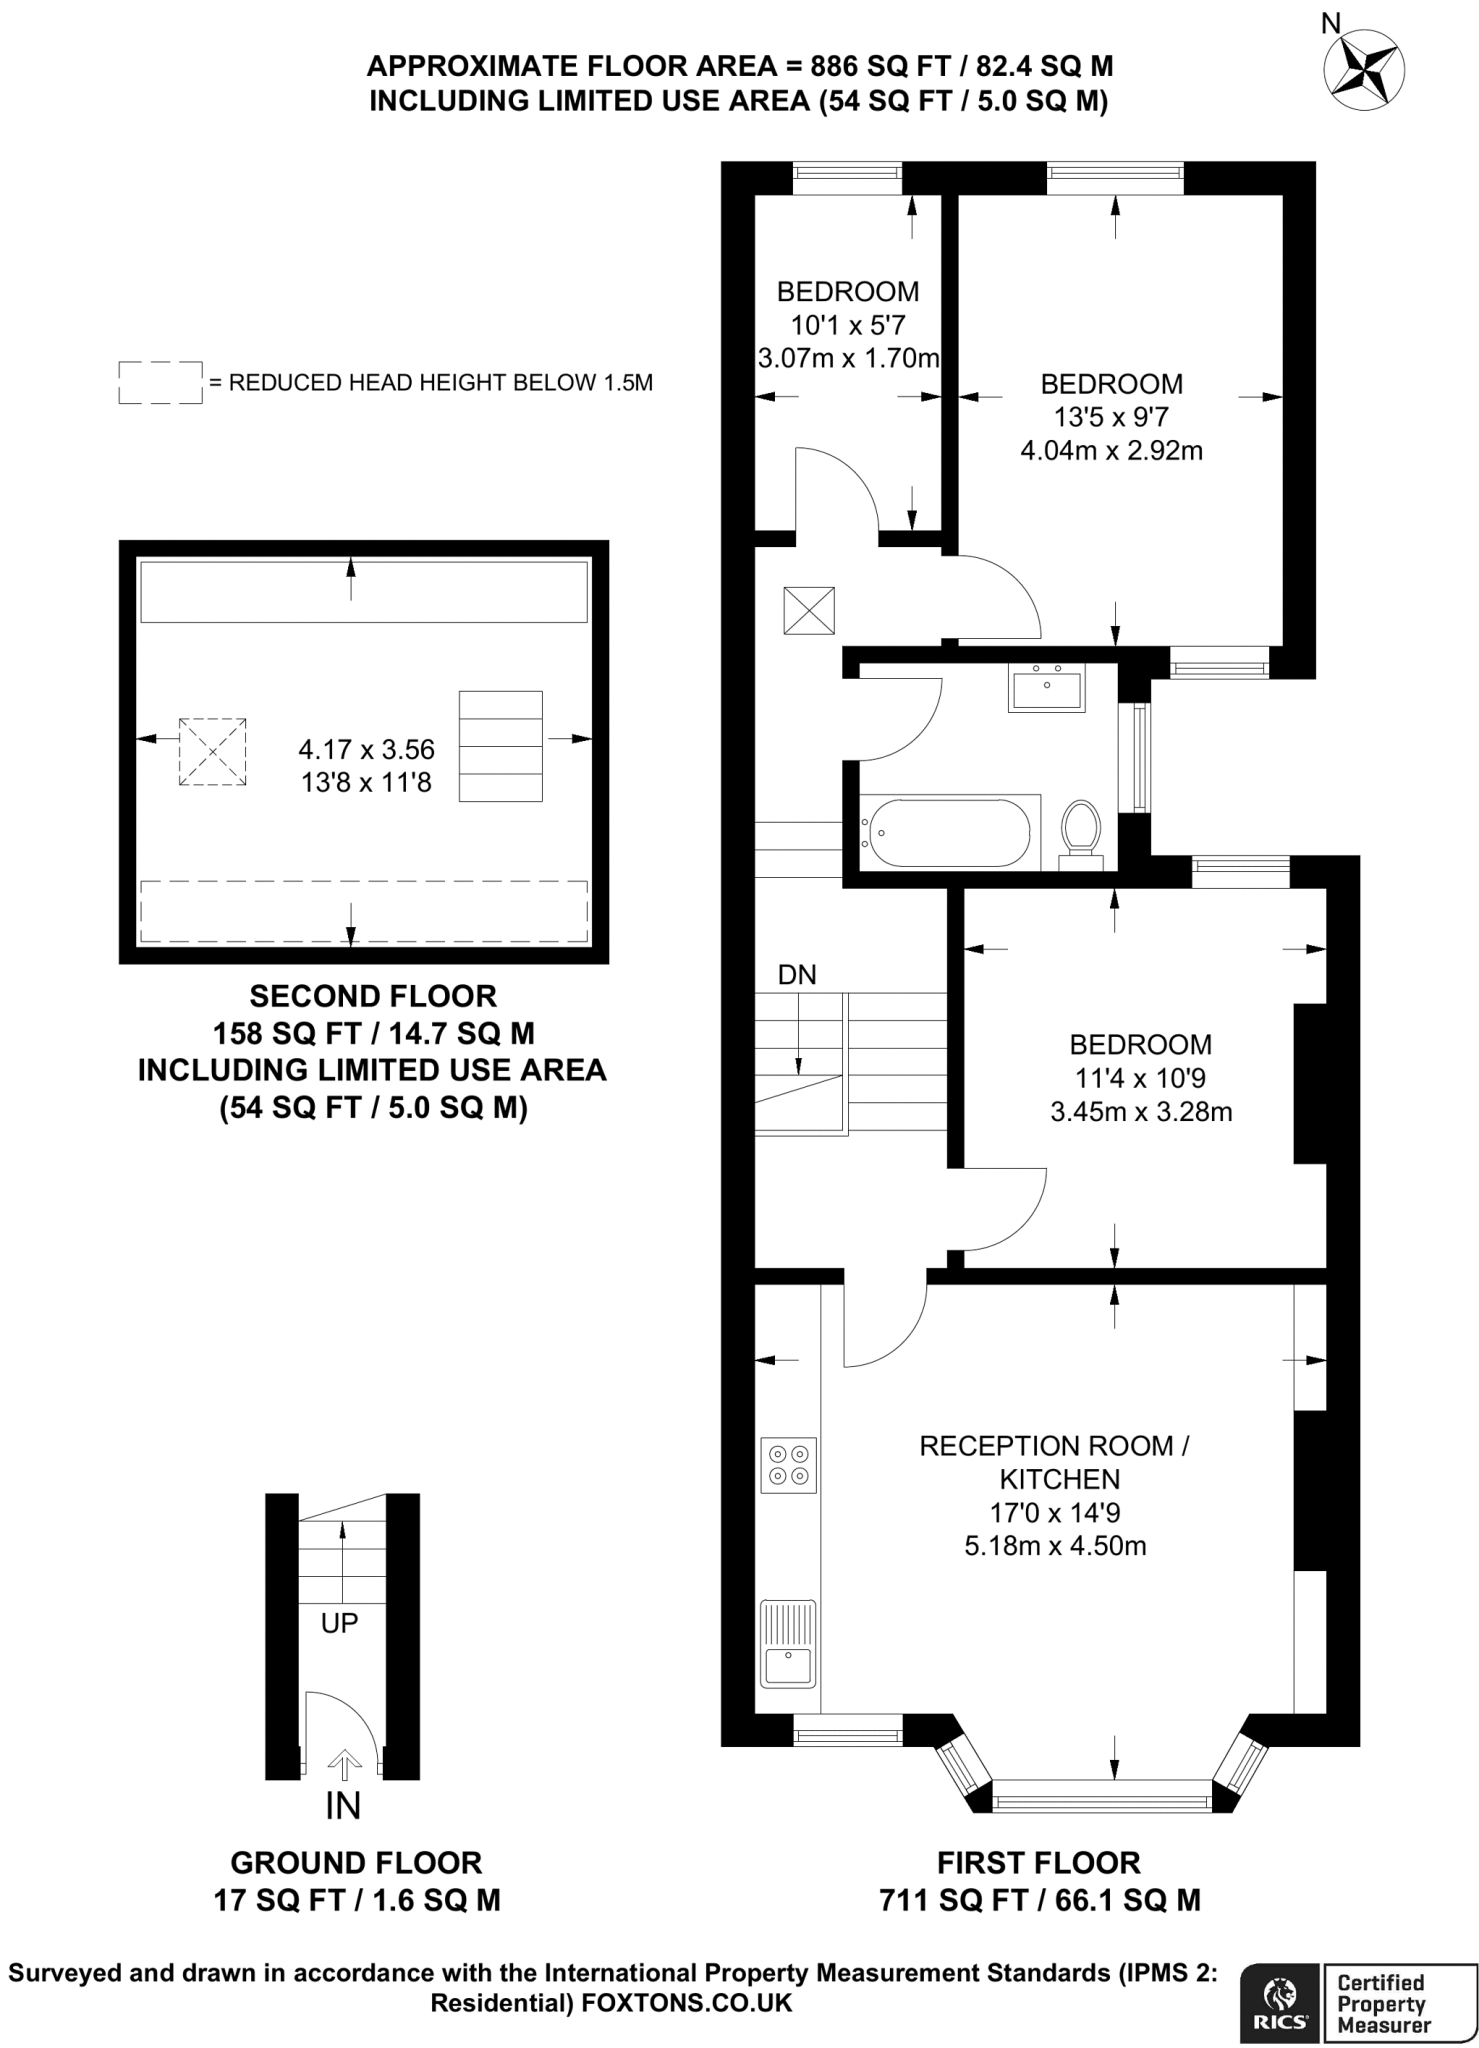 N
APPROXIMATE FLOOR AREA = 886 SQ FT / 82.4 SQ M
INCLUDING LIMITED USE AREA (54 SQ FT / 5.0 SQ M)
BEDROOM
10'1 x 5'7
3.07m x 1.70m
BEDROOM
13'5 x 9'7
4.04m x 2.92m
= REDUCED HEAD HEIGHT BELOW 1.5M
4.17 x 3.56
13'8 x 11'8
SECOND FLOOR
158 SQ FT / 14.7 SQ M
INCLUDING LIMITED USE AREA
(54 SQ FT / 5.0 SQ M)
DN
BEDROOM
11'4 x 10'9
3.45m x 3.28m
RECEPTION ROOM /
KITCHEN
17'0 x 14'9
5.18m x 4.50m
UP
IN
GROUND FLOOR
17 SQ FT / 1.6 SQ M
FIRST FLOOR
711 SQ FT / 66.1 SQ M
Surveyed and drawn in accordance with the International Property Measurement Standards (IPMS 2:
Residential) FOXTONS.CO.UK
RICS
Certified
Property
Measurer